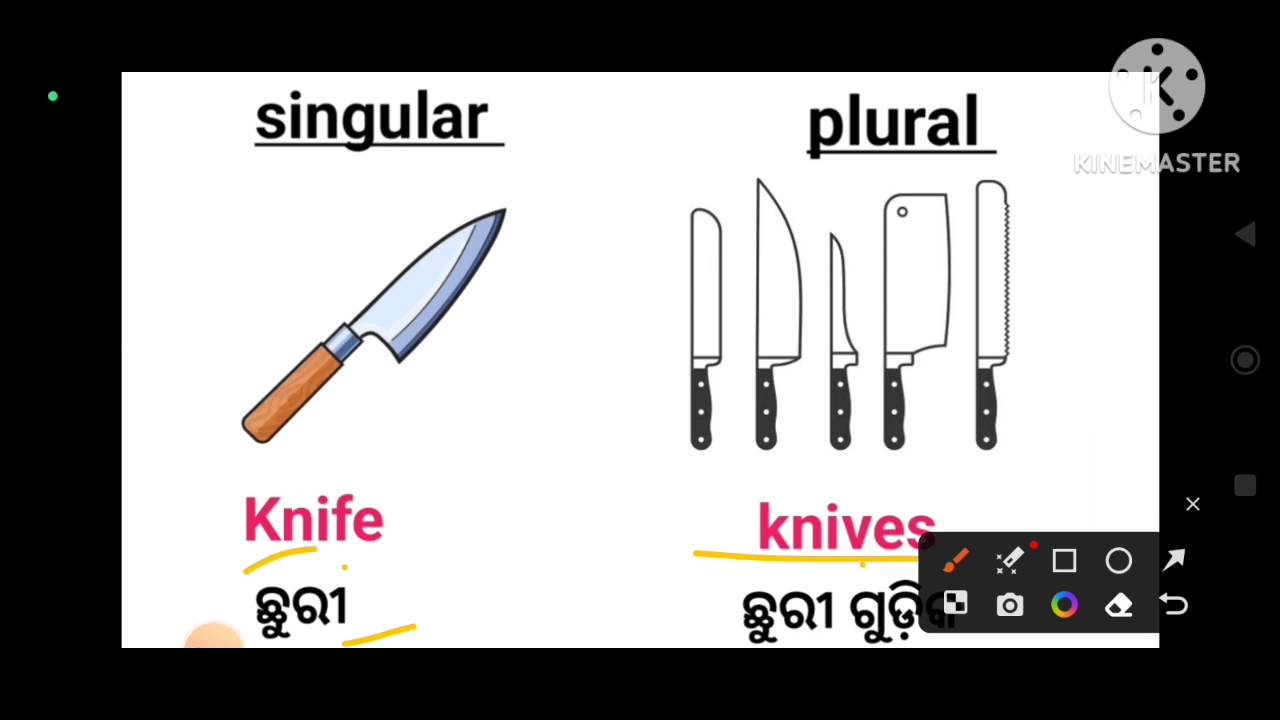 singular
plural
KINEMASTER
Knife
knives
ଛୁରୀ
ଛୁରୀ